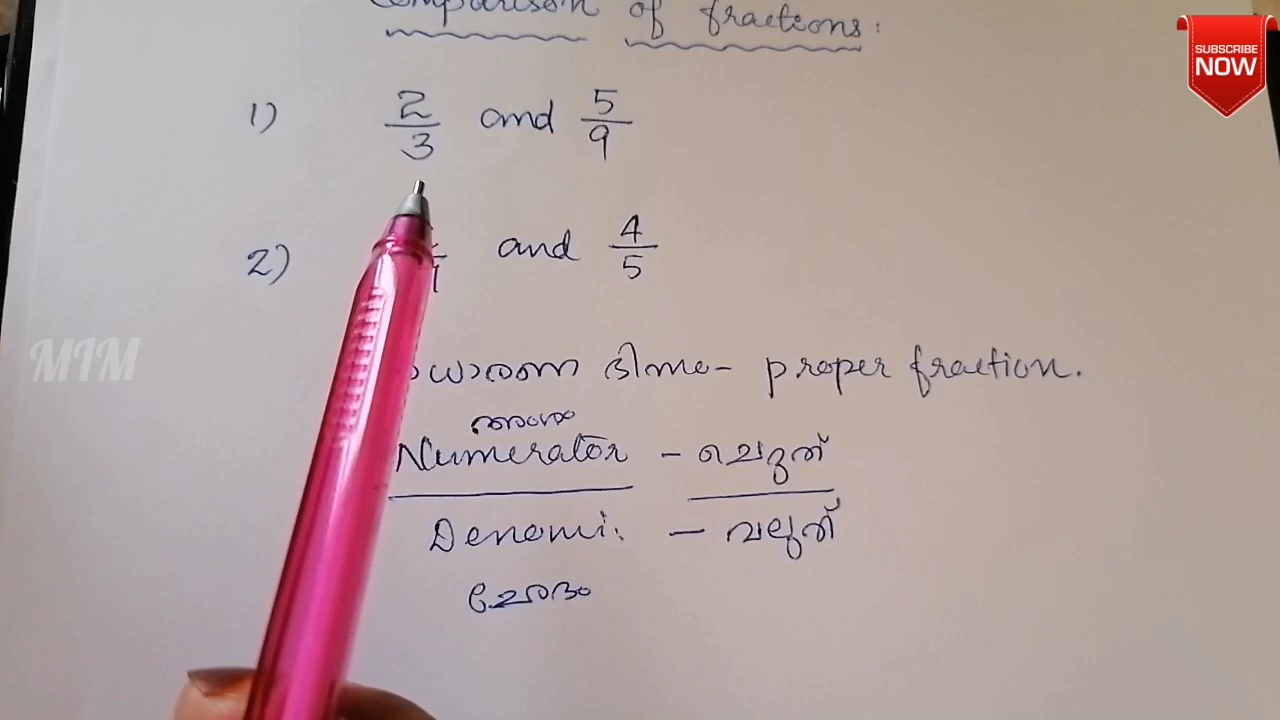 Comparison of fractions:
SUBSCRIBE
NOW
1) 2/3 and 5/9
2) and 4/5
MIM
ഭിന്നം - proper fraction.
അംശം
Numerator - ചെറുത്
Denomi: - വലുത്
ഛേദം